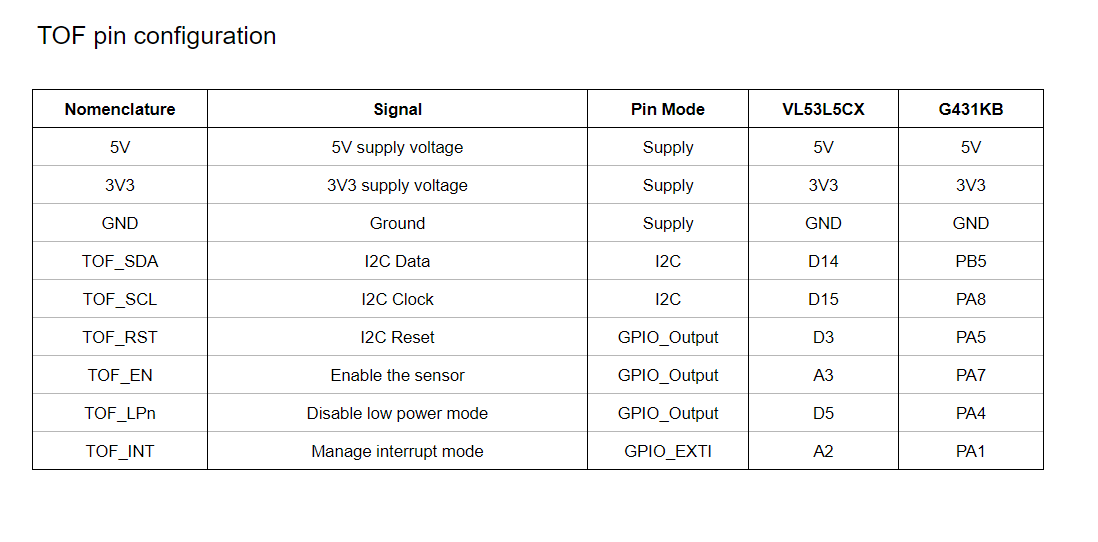 TOF pin configuration
Nomenclature Signal Pin Mode VL53L5CX G431KB
5V 5V supply voltage Supply 5V 5V
3V3 3V3 supply voltage Supply 3V3 3V3
GND Ground Supply GND GND
TOF_SDA I2C Data I2C D14 PB5
TOF_SCL I2C Clock I2C D15 PA8
TOF_RST I2C Reset GPIO_Output D3 PA5
TOF_EN Enable the sensor GPIO_Output A3 PA7
TOF_LPn Disable low power mode GPIO_Output D5 PA4
TOF_INT Manage interrupt mode GPIO_EXTI A2 PA1